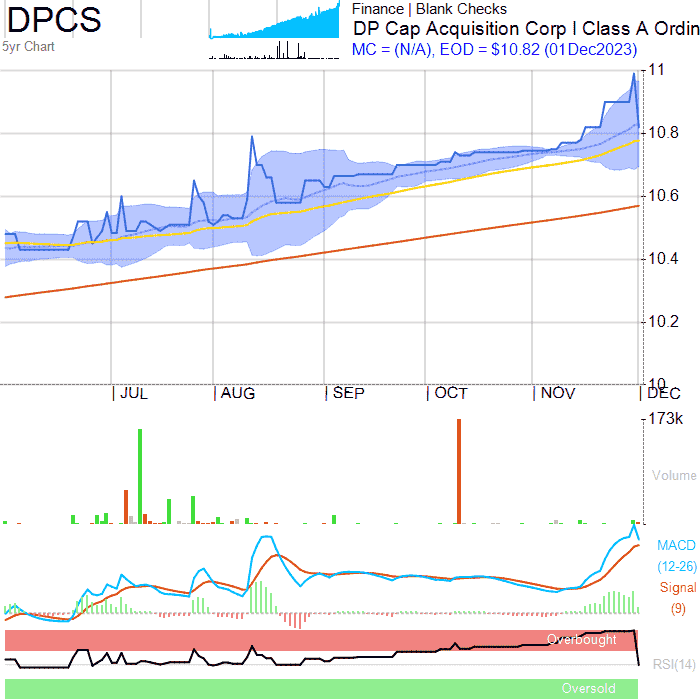 DPCS
5yr Chart
Finance | Blank Checks
DP Cap Acquisition Corp I Class A Ordin
MC = (N/A), EOD = $10.82 (01Dec2023)
11
10.8
10.6
10.4
10.2
10
JUL
AUG
SEP
OCT
NOV
DEC
173k
Volume
MACD
(12-26)
Signal
(9)
Overbought
RSI(14)
Oversold